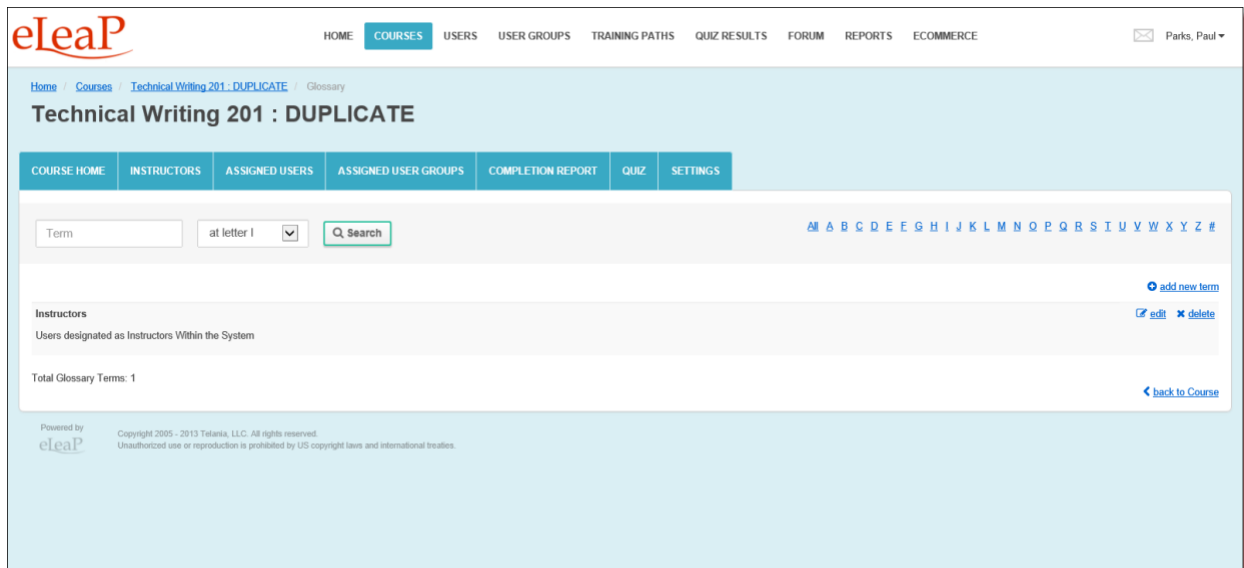 eLeaP
HOME COURSES USERS USER GROUPS TRAINING PATHS QUIZ RESULTS FORUM REPORTS ECOMMERCE Parks, Paul
Home / Courses / Technical Writing 201 : DUPLICATE / Glossary
Technical Writing 201 : DUPLICATE
COURSE HOME INSTRUCTORS ASSIGNED USERS ASSIGNED USER GROUPS COMPLETION REPORT QUIZ SETTINGS
Term at letter I Search All A B C D E F G H I J K L M N O P Q R S T U V W X Y Z #
add new term
Instructors edit delete
Users designated as Instructors Within the System
Total Glossary Terms: 1
back to Course
Powered by
eLeaP
Copyright 2005 - 2013 Telania, LLC. All rights reserved.
Unauthorized use or reproduction is prohibited by US copyright laws and international treaties.